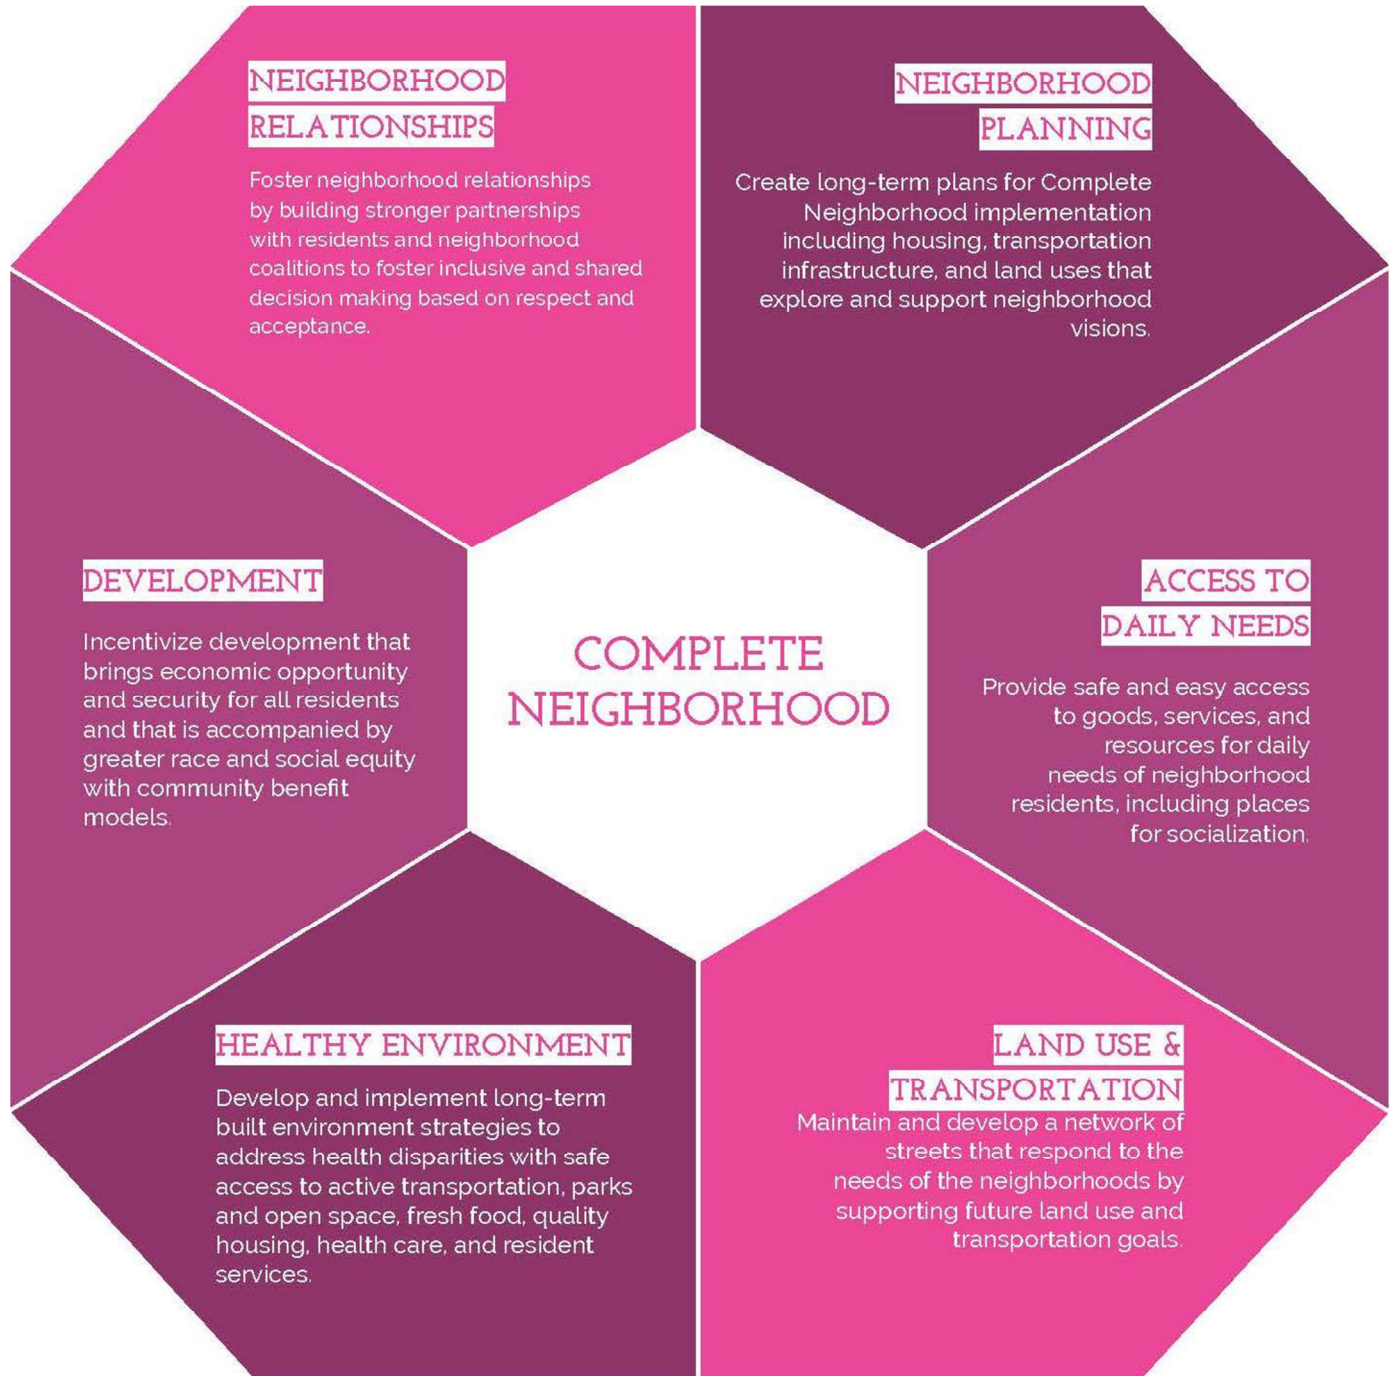 NEIGHBORHOOD
RELATIONSHIPS
Foster neighborhood relationships
by building stronger partnerships
with residents and neighborhood
coalitions to foster inclusive and shared
decision making based on respect and
acceptance.
NEIGHBORHOOD
PLANNING
Create long-term plans for Complete
Neighborhood implementation
including housing, transportation
infrastructure, and land uses that
explore and support neighborhood
visions.
DEVELOPMENT
Incentivize development that
brings economic opportunity
and security for all residents
and that is accompanied by
greater race and social equity
with community benefit
models.
COMPLETE
NEIGHBORHOOD
ACCESS TO
DAILY NEEDS
Provide safe and easy access
to goods, services, and
resources for daily
needs of neighborhood
residents, including places
for socialization.
HEALTHY ENVIRONMENT
Develop and implement long-term
built environment strategies to
address health disparities with safe
access to active transportation, parks
and open space, fresh food, quality
housing, health care, and resident
services.
LAND USE &
TRANSPORTATION
Maintain and develop a network of
streets that respond to the
needs of the neighborhoods by
supporting future land use and
transportation goals.